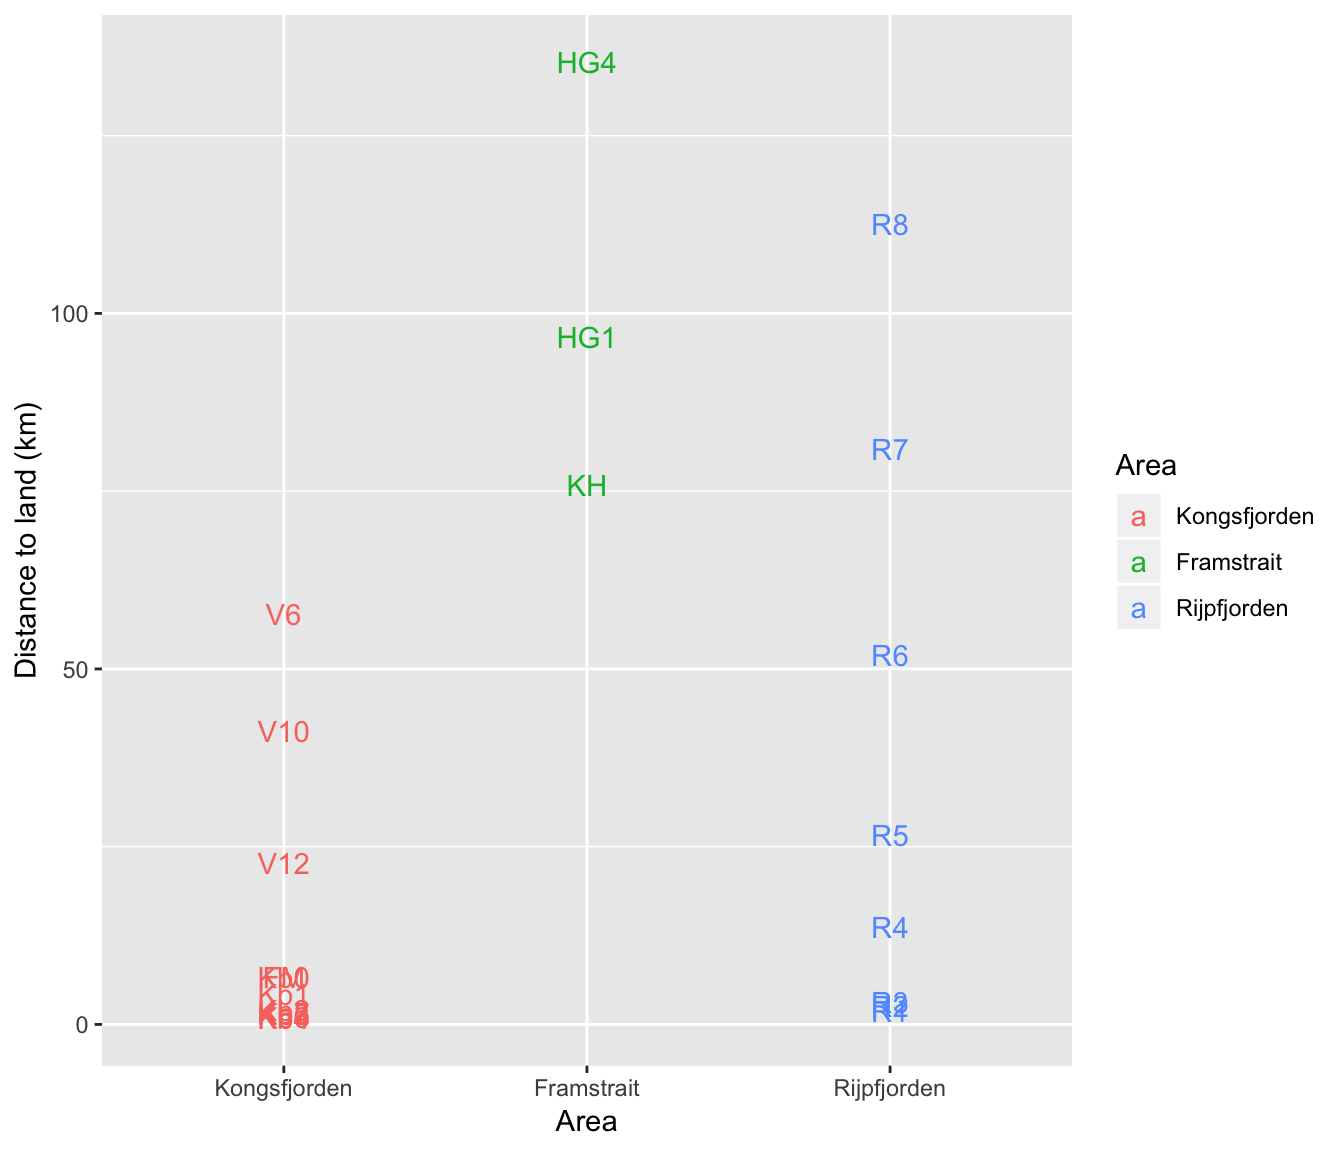 HG4
R8
100
HG1
R7
KH
V6
R6
50
V10
R5
V12
R4
Kb1
0
Kongsfjorden
Framstrait
Rijpfjorden
Area
Distance to land (km)
Area
a Kongsfjorden
a Framstrait
a Rijpfjorden